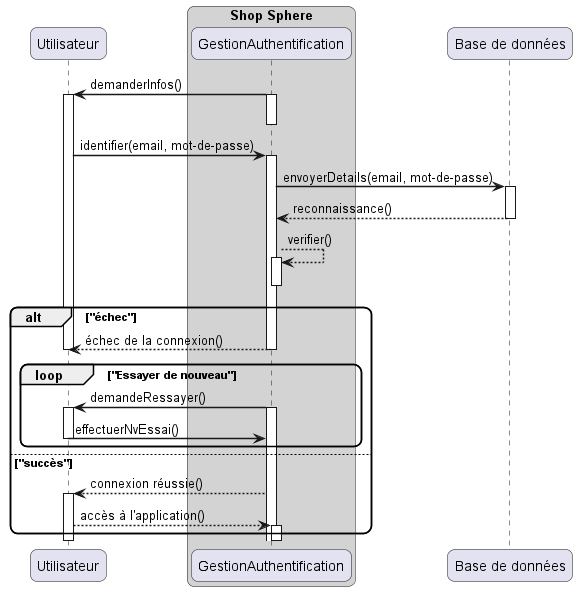 Shop Sphere
Utilisateur
GestionAuthentification
Base de données
demanderInfos()
identifier(email, mot-de-passe)
envoyerDetails(email, mot-de-passe)
reconnaissance()
verifier()
alt
["échec"]
échec de la connexion()
loop
["Essayer de nouveau"]
demandeRessayer()
effectuerNvEssai()
["succès"]
connexion réussie()
accès à l'application()
Utilisateur
GestionAuthentification
Base de données